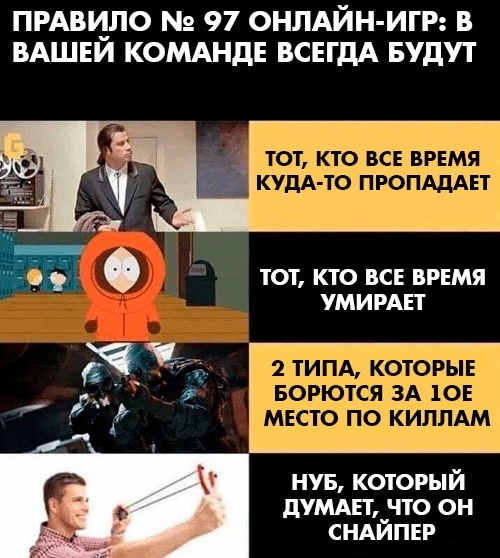 ПРАВИЛО № 97 ОНЛАЙН-ИГР: В
ВАШЕЙ КОМАНДЕ ВСЕГДА БУДУТ
G
ТОТ, КТО ВСЕ ВРЕМЯ
КУДА-ТО ПРОПАДАЕТ
ТОТ, КТО ВСЕ ВРЕМЯ
УМИРАЕТ
2 ТИПА, КОТОРЫЕ
БОРЮТСЯ ЗА 1ОЕ
МЕСТО ПО КИЛЛАМ
НУБ, КОТОРЫЙ
ДУМАЕТ, ЧТО ОН
СНАЙПЕР